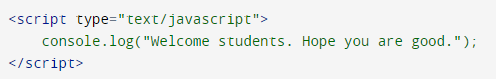 <script type="text/javascript">
    console.log("Welcome students. Hope you are good.");
</script>